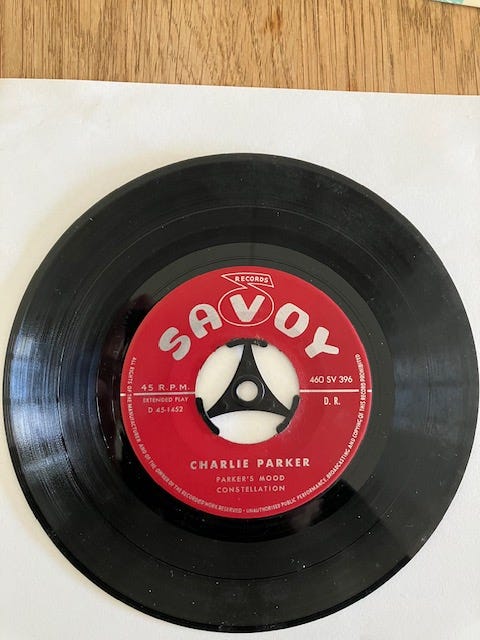 RECORDS
SAVOY
45 R.P.M.
EXTENDED PLAY
D 45-1452
460 SV 396
D. R.
CHARLIE PARKER
PARKER'S MOOD
CONSTELLATION
ALL RIGHTS OF THE MANUFACTURER AND OF THE OWNER OF THE RECORDED WORK RESERVED - UNAUTHORISED PUBLIC PERFORMANCE, BROADCASTING AND COPYING OF THIS RECORD PROHIBITED